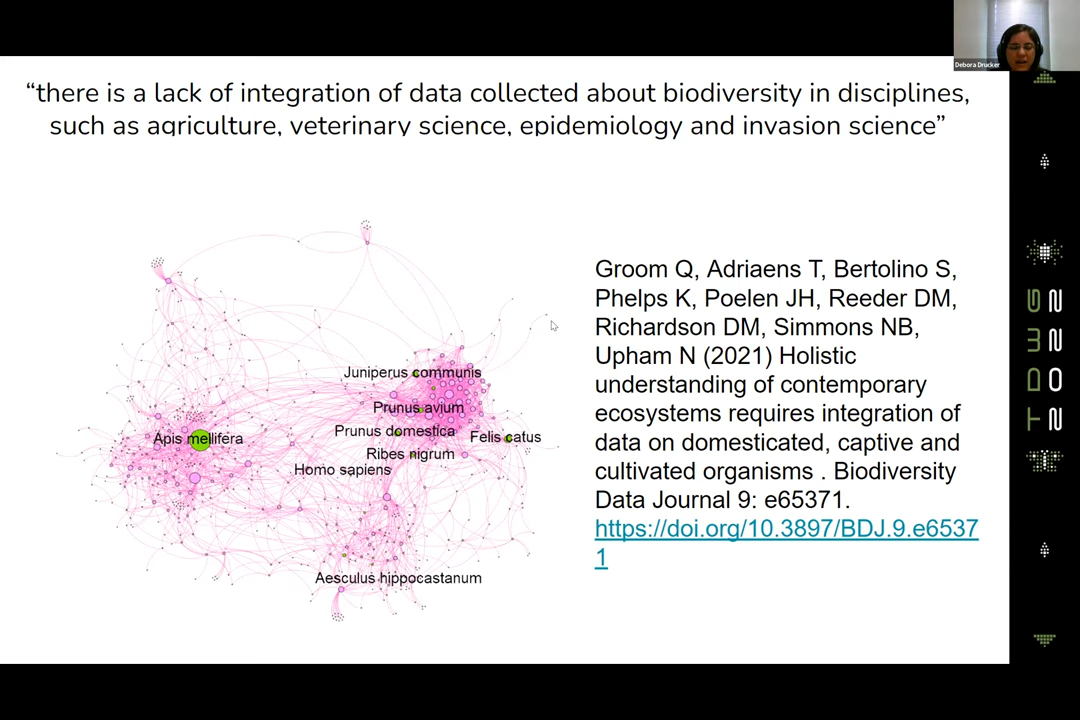 Debora Drucker
“there is a lack of integration of data collected about biodiversity in disciplines,
such as agriculture, veterinary science, epidemiology and invasion science”
Juniperus communis
Prunus avium
Prunus domestica
Apis mellifera
Felis catus
Ribes nigrum
Homo sapiens
Aesculus hippocastanum
Groom Q, Adriaens T, Bertolino S,
Phelps K, Poelen JH, Reeder DM,
Richardson DM, Simmons NB,
Upham N (2021) Holistic
understanding of contemporary
ecosystems requires integration of
data on domesticated, captive and
cultivated organisms . Biodiversity
Data Journal 9: e65371.
https://doi.org/10.3897/BDJ.9.e6537
1
TDWG
2022